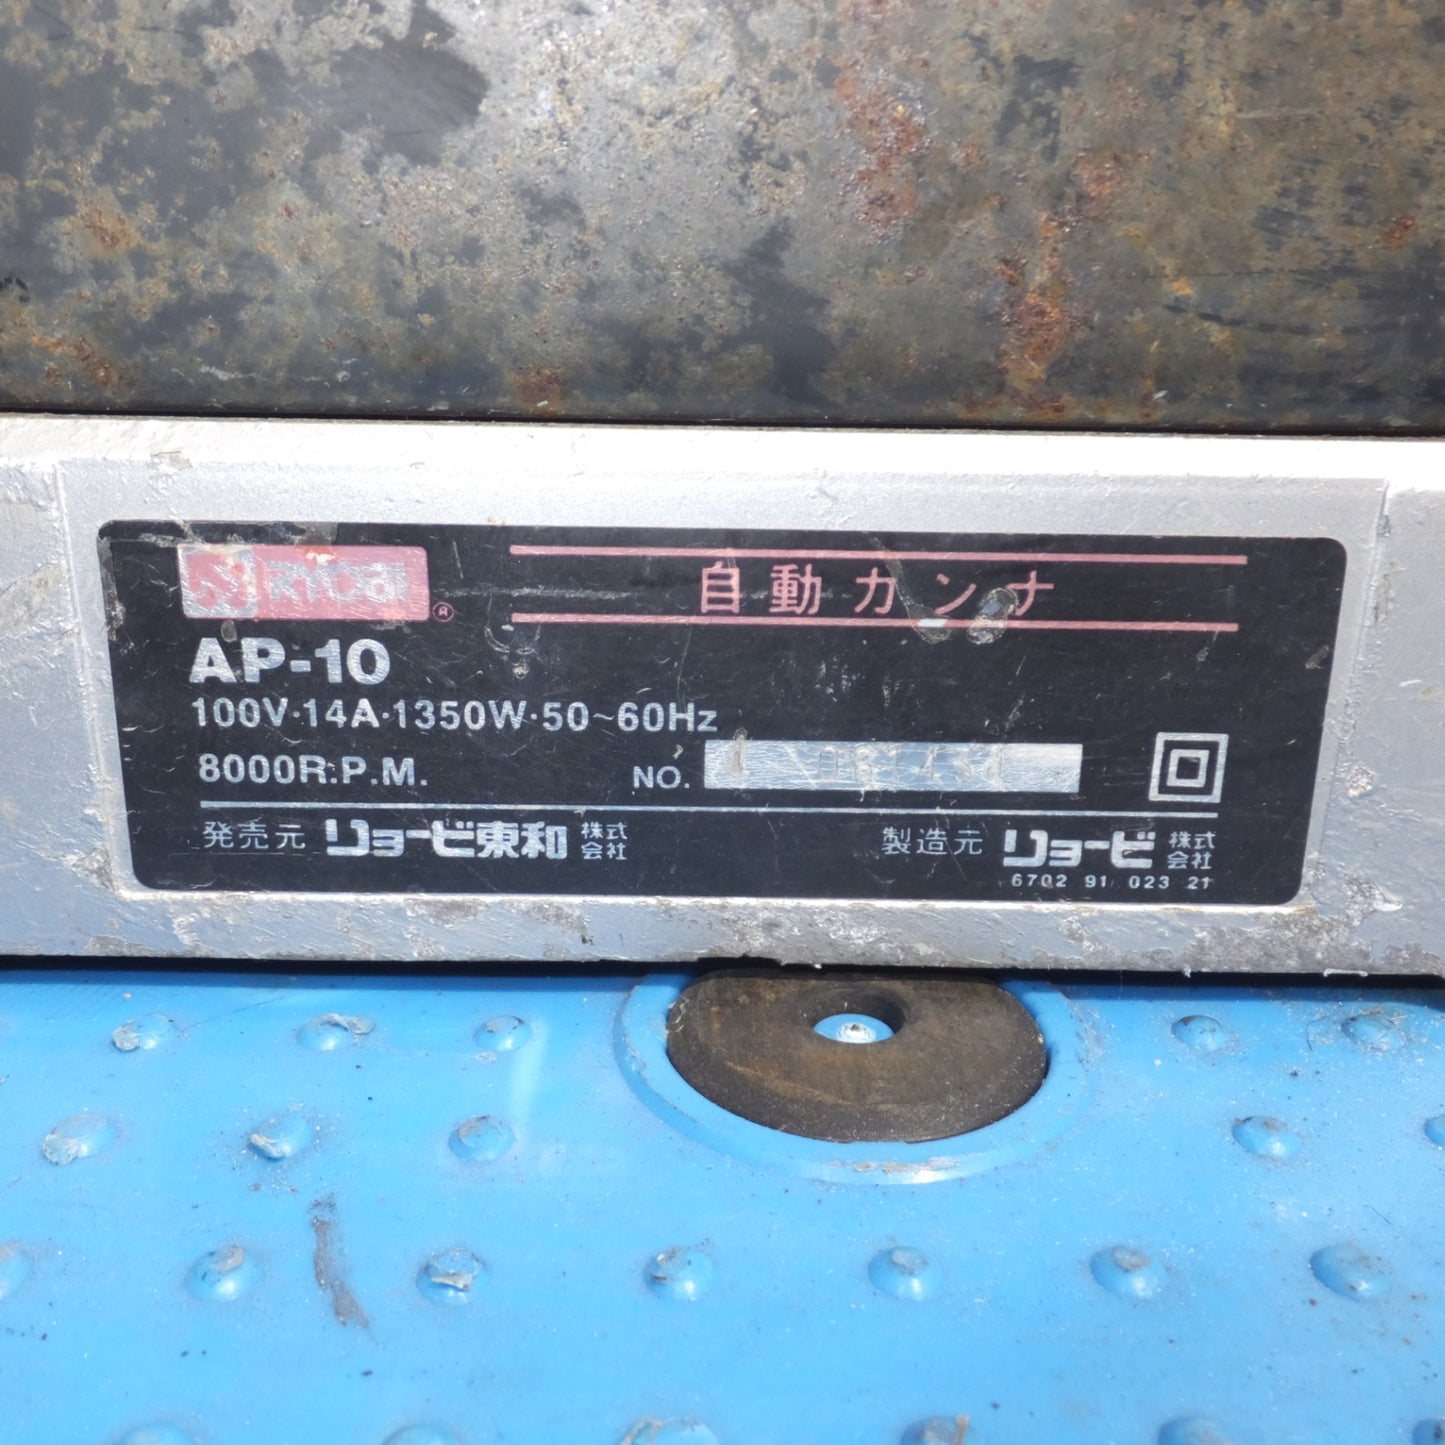 RYOBI ®
自動カンナ
AP-10
100V·14A·1350W·50~60Hz
8000R.P.M.
NO.
発売元 リョービ東和 株式会社
製造元 リョービ 株式会社
6702 91 023 21